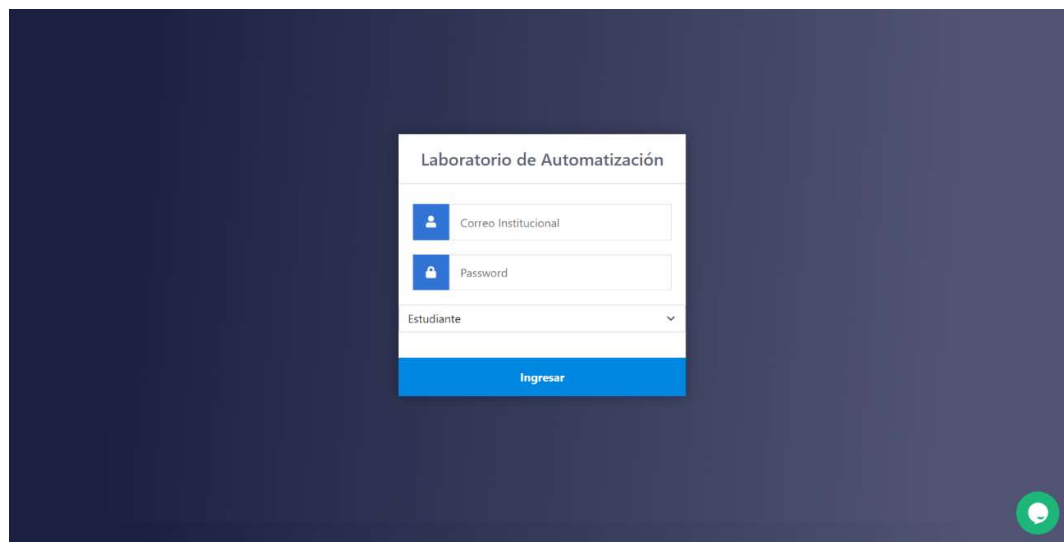 Laboratorio de Automatización
Correo Institucional
Password
Estudiante
Ingresar